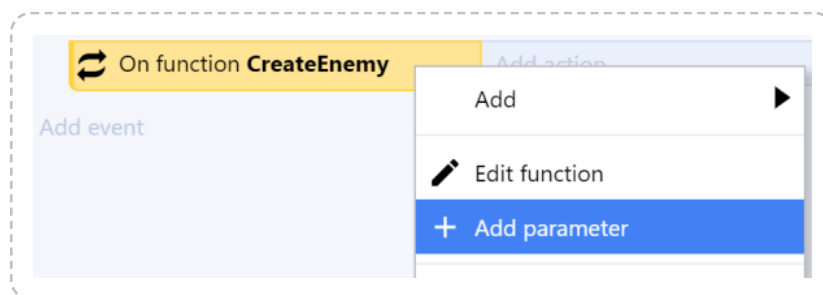 On function CreateEnemy
Add action
Add event
Add
Edit function
Add parameter